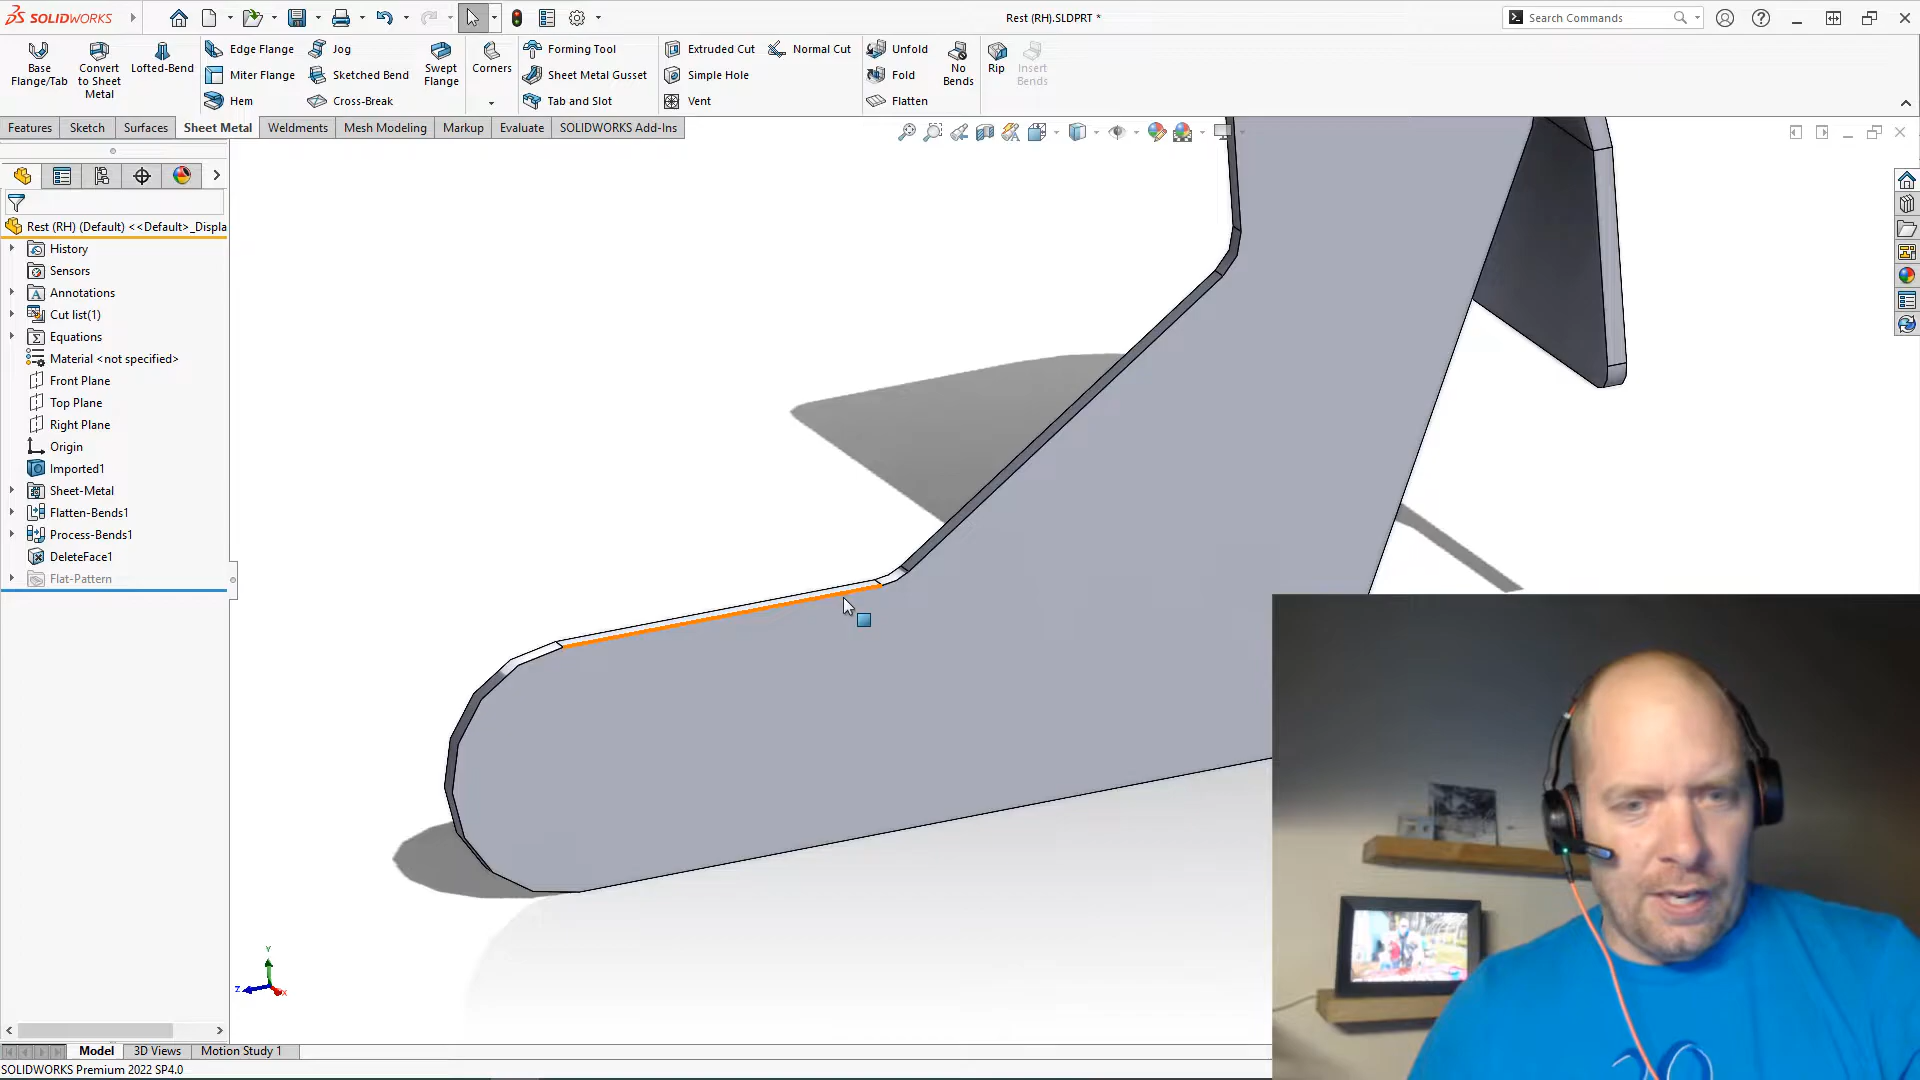 SOLIDWORKS
Rest (RH).SLDPRT *
Search Commands
Base Flange/Tab
Convert to Sheet Metal
Lofted-Bend
Edge Flange
Miter Flange
Hem
Jog
Sketched Bend
Cross-Break
Swept Flange
Corners
Forming Tool
Sheet Metal Gusset
Tab and Slot
Extruded Cut
Simple Hole
Vent
Normal Cut
Unfold
Fold
Flatten
No Bends
Rip
Insert Bends
Features
Sketch
Surfaces
Sheet Metal
Weldments
Mesh Modeling
Markup
Evaluate
SOLIDWORKS Add-Ins
Rest (RH) (Default) <<Default>_Displa
History
Sensors
Annotations
Cut list(1)
Equations
Material <not specified>
Front Plane
Top Plane
Right Plane
Origin
Imported1
Sheet-Metal
Flatten-Bends1
Process-Bends1
DeleteFace1
Flat-Pattern
Y
Z
X
Model
3D Views
Motion Study 1
SOLIDWORKS Premium 2022 SP4.0